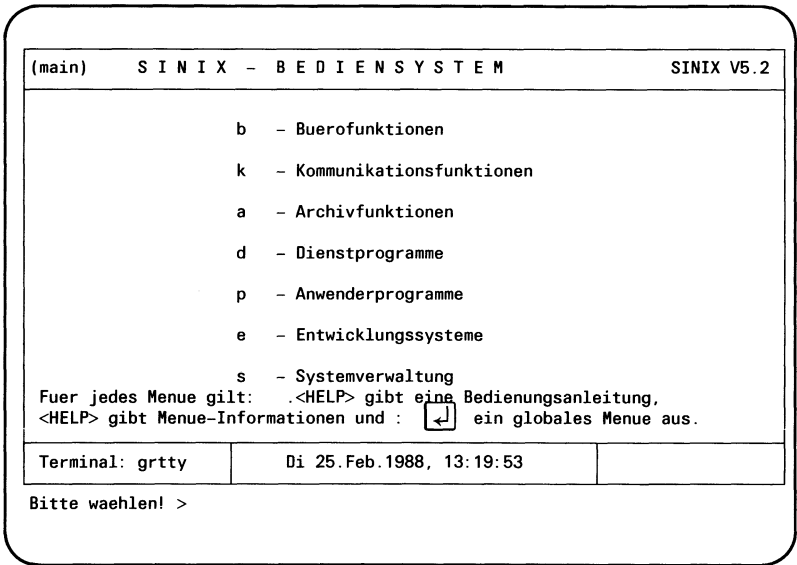 (main) S I N I X – B E D I E N S Y S T E M SINIX V5.2
b – Buerofunktionen
k – Kommunikationsfunktionen
a – Archivfunktionen
d – Dienstprogramme
p – Anwenderprogramme
e – Entwicklungssysteme
s – Systemverwaltung
Fuer jedes Menue gilt: .<HELP> gibt eine Bedienungsanleitung,
<HELP> gibt Menue-Informationen und : ↵ ein globales Menue aus.
Terminal: grtty Di 25.Feb.1988, 13:19:53
Bitte waehlen! >